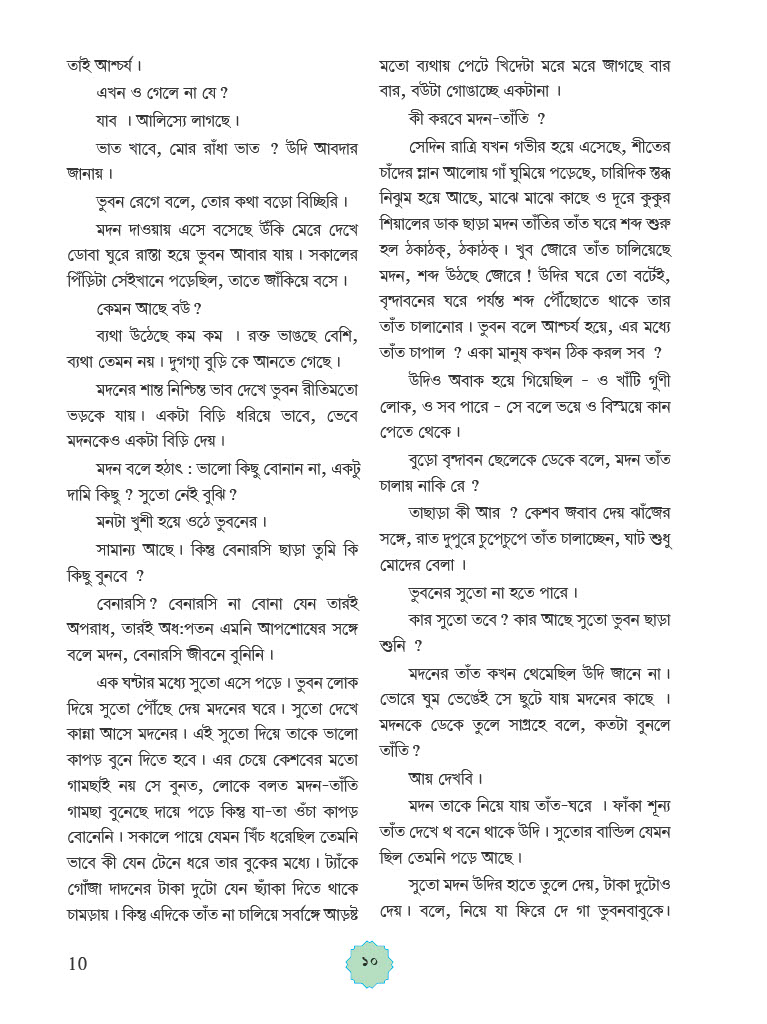 তাই আশ্চর্য।
এখন ও গেলে না যে?
যাব । আলিস্যে লাগছে।
ভাত খাবে, মোর রাঁধা ভাত ? উদি আবদার
জানায়।
ভুবন রেগে বলে, তোর কথা বড়ো বিচ্ছিরি।
মদন দাওয়ায় এসে বসেছে উঁকি মেরে দেখে
ডোবা ঘুরে রাস্তা হয়ে ভুবন আবার যায়। সকালের
পিঁড়িটা সেইখানে পড়েছিল, তাতে জাঁকিয়ে বসে।
কেমন আছে বউ?
ব্যথা উঠেছে কম কম । রক্ত ভাঙছে বেশি,
ব্যথা তেমন নয়। দুগগা বুড়ি কে আনতে গেছে।
মদনের শান্ত নিশ্চিন্ত ভাব দেখে ভুবন রীতিমতো
ভড়কে যায়। একটা বিড়ি ধরিয়ে ভাবে, ভেবে
মদনকেও একটা বিড়ি দেয়।
মদন বলে হঠাৎ : ভালো কিছু বোনান না, একটু
দামি কিছু ? সুতো নেই বুঝি?
মনটা খুশী হয়ে ওঠে ভুবনের।
সামান্য আছে। কিন্তু বেনারসি ছাড়া তুমি কি
কিছু বুনবে ?
বেনারসি? বেনারসি না বোনা যেন তারই
অপরাধ, তারই অধ:পতন এমনি আপশোষের সঙ্গে
বলে মদন, বেনারসি জীবনে বুনিনি।
এক ঘন্টার মধ্যে সুতো এসে পড়ে। ভুবন লোক
দিয়ে সুতো পৌঁছে দেয় মদনের ঘরে। সুতো দেখে
কান্না আসে মদনের। এই সুতো দিয়ে তাকে ভালো
কাপড় বুনে দিতে হবে। এর চেয়ে কেশবের মতো
গামছাই নয় সে বুনত, লোকে বলত মদন-তাঁতি
গামছা বুনেছে দায়ে পড়ে কিন্তু যা-তা ওঁচা কাপড়
বোনেনি। সকালে পায়ে যেমন খিঁচ ধরেছিল তেমনি
ভাবে কী যেন টেনে ধরে তার বুকের মধ্যে। ট্যাঁকে
গোঁজা দাদনের টাকা দুটো যেন ছ্যাঁকা দিতে থাকে
চামড়ায়। কিন্তু এদিকে তাঁত না চালিয়ে সর্বাঙ্গে আড়ষ্ট
মতো ব্যথায় পেটে খিদেটা মরে মরে জাগছে বার
বার, বউটা গোঙাচ্ছে একটানা ।
কী করবে মদন-তাঁতি ?
সেদিন রাত্রি যখন গভীর হয়ে এসেছে, শীতের
চাঁদের ম্লান আলোয় গাঁ ঘুমিয়ে পড়েছে, চারিদিক স্তব্ধ
নিঝুম হয়ে আছে, মাঝে মাঝে কাছে ও দূরে কুকুর
শিয়ালের ডাক ছাড়া মদন তাঁতির তাঁত ঘরে শব্দ শুরু
হল ঠকাঠক্, ঠকাঠক্। খুব জোরে তাঁত চালিয়েছে
মদন, শব্দ উঠছে জোরে! উদির ঘরে তো বটেই,
বৃন্দাবনের ঘরে পর্যন্ত শব্দ পৌঁছোতে থাকে তার
তাঁত চালানোর। ভুবন বলে আশ্চর্য হয়ে, এর মধ্যে
তাঁত চাপাল ? একা মানুষ কখন ঠিক করল সব ?
উদিও অবাক হয়ে গিয়েছিল - ও খাঁটি গুণী
লোক, ও সব পারে - সে বলে ভয়ে ও বিস্ময়ে কান
পেতে থেকে।
বুড়ো বৃন্দাবন ছেলেকে ডেকে বলে, মদন তাঁত
চালায় নাকি রে ?
তাছাড়া কী আর ? কেশব জবাব দেয় ঝাঁজের
সঙ্গে, রাত দুপুরে চুপেচুপে তাঁত চালাচ্ছেন, ঘাট শুধু
মোদের বেলা ।
ভুবনের সুতো না হতে পারে।
কার সুতো তবে? কার আছে সুতো ভুবন ছাড়া
শুনি ?
মদনের তাঁত কখন থেমেছিল উদি জানে না।
ভোরে ঘুম ভেঙেই সে ছুটে যায় মদনের কাছে ।
মদনকে ডেকে তুলে সাগ্রহে বলে, কতটা বুনলে
তাঁতি?
আয় দেখবি।
মদন তাকে নিয়ে যায় তাঁত-ঘরে । ফাঁকা শূন্য
তাঁত দেখে থ বনে থাকে উদি। সুতোর বান্ডিল যেমন
ছিল তেমনি পড়ে আছে।
সুতো মদন উদির হাতে তুলে দেয়, টাকা দুটোও
দেয়। বলে, নিয়ে যা ফিরে দে গা ভুবনবাবুকে।
10
১০